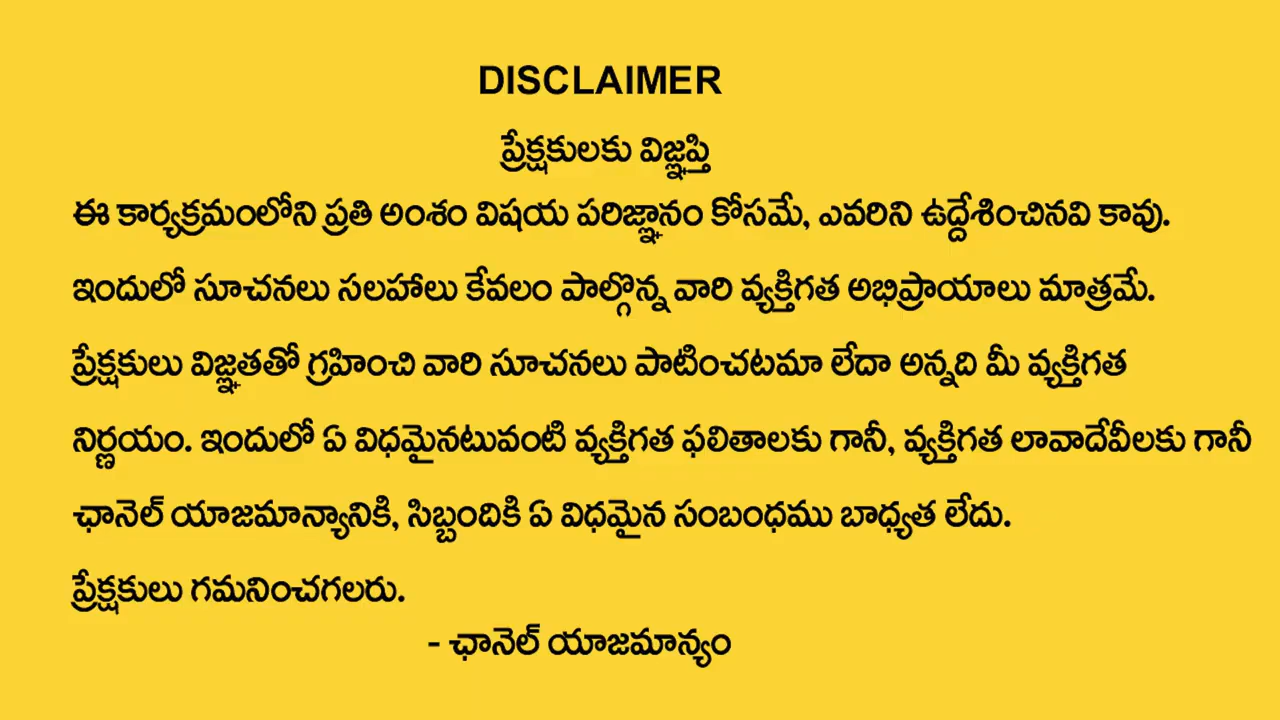 DISCLAIMER
ప్రేక్షకులకు విజ్ఞప్తి
ఈ కార్యక్రమంలోని ప్రతి అంశం విషయ పరిజ్ఞానం కోసమే, ఎవరిని ఉద్దేశించినవి కావు.
ఇందులో సూచనలు సలహాలు కేవలం పాల్గొన్న వారి వ్యక్తిగత అభిప్రాయాలు మాత్రమే.
ప్రేక్షకులు విజ్ఞతతో గ్రహించి వారి సూచనలు పాటించటమా లేదా అన్నది మీ వ్యక్తిగత
నిర్ణయం. ఇందులో ఏ విధమైనటువంటి వ్యక్తిగత ఫలితాలకు గానీ, వ్యక్తిగత లావాదేవీలకు గానీ
ఛానెల్ యాజమాన్యానికి, సిబ్బందికి ఏ విధమైన సంబంధము బాధ్యత లేదు.
ప్రేక్షకులు గమనించగలరు.
- ఛానెల్ యాజమాన్యం